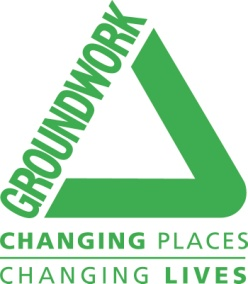 GROUNDWORK
CHANGING PLACES
CHANGING LIVES